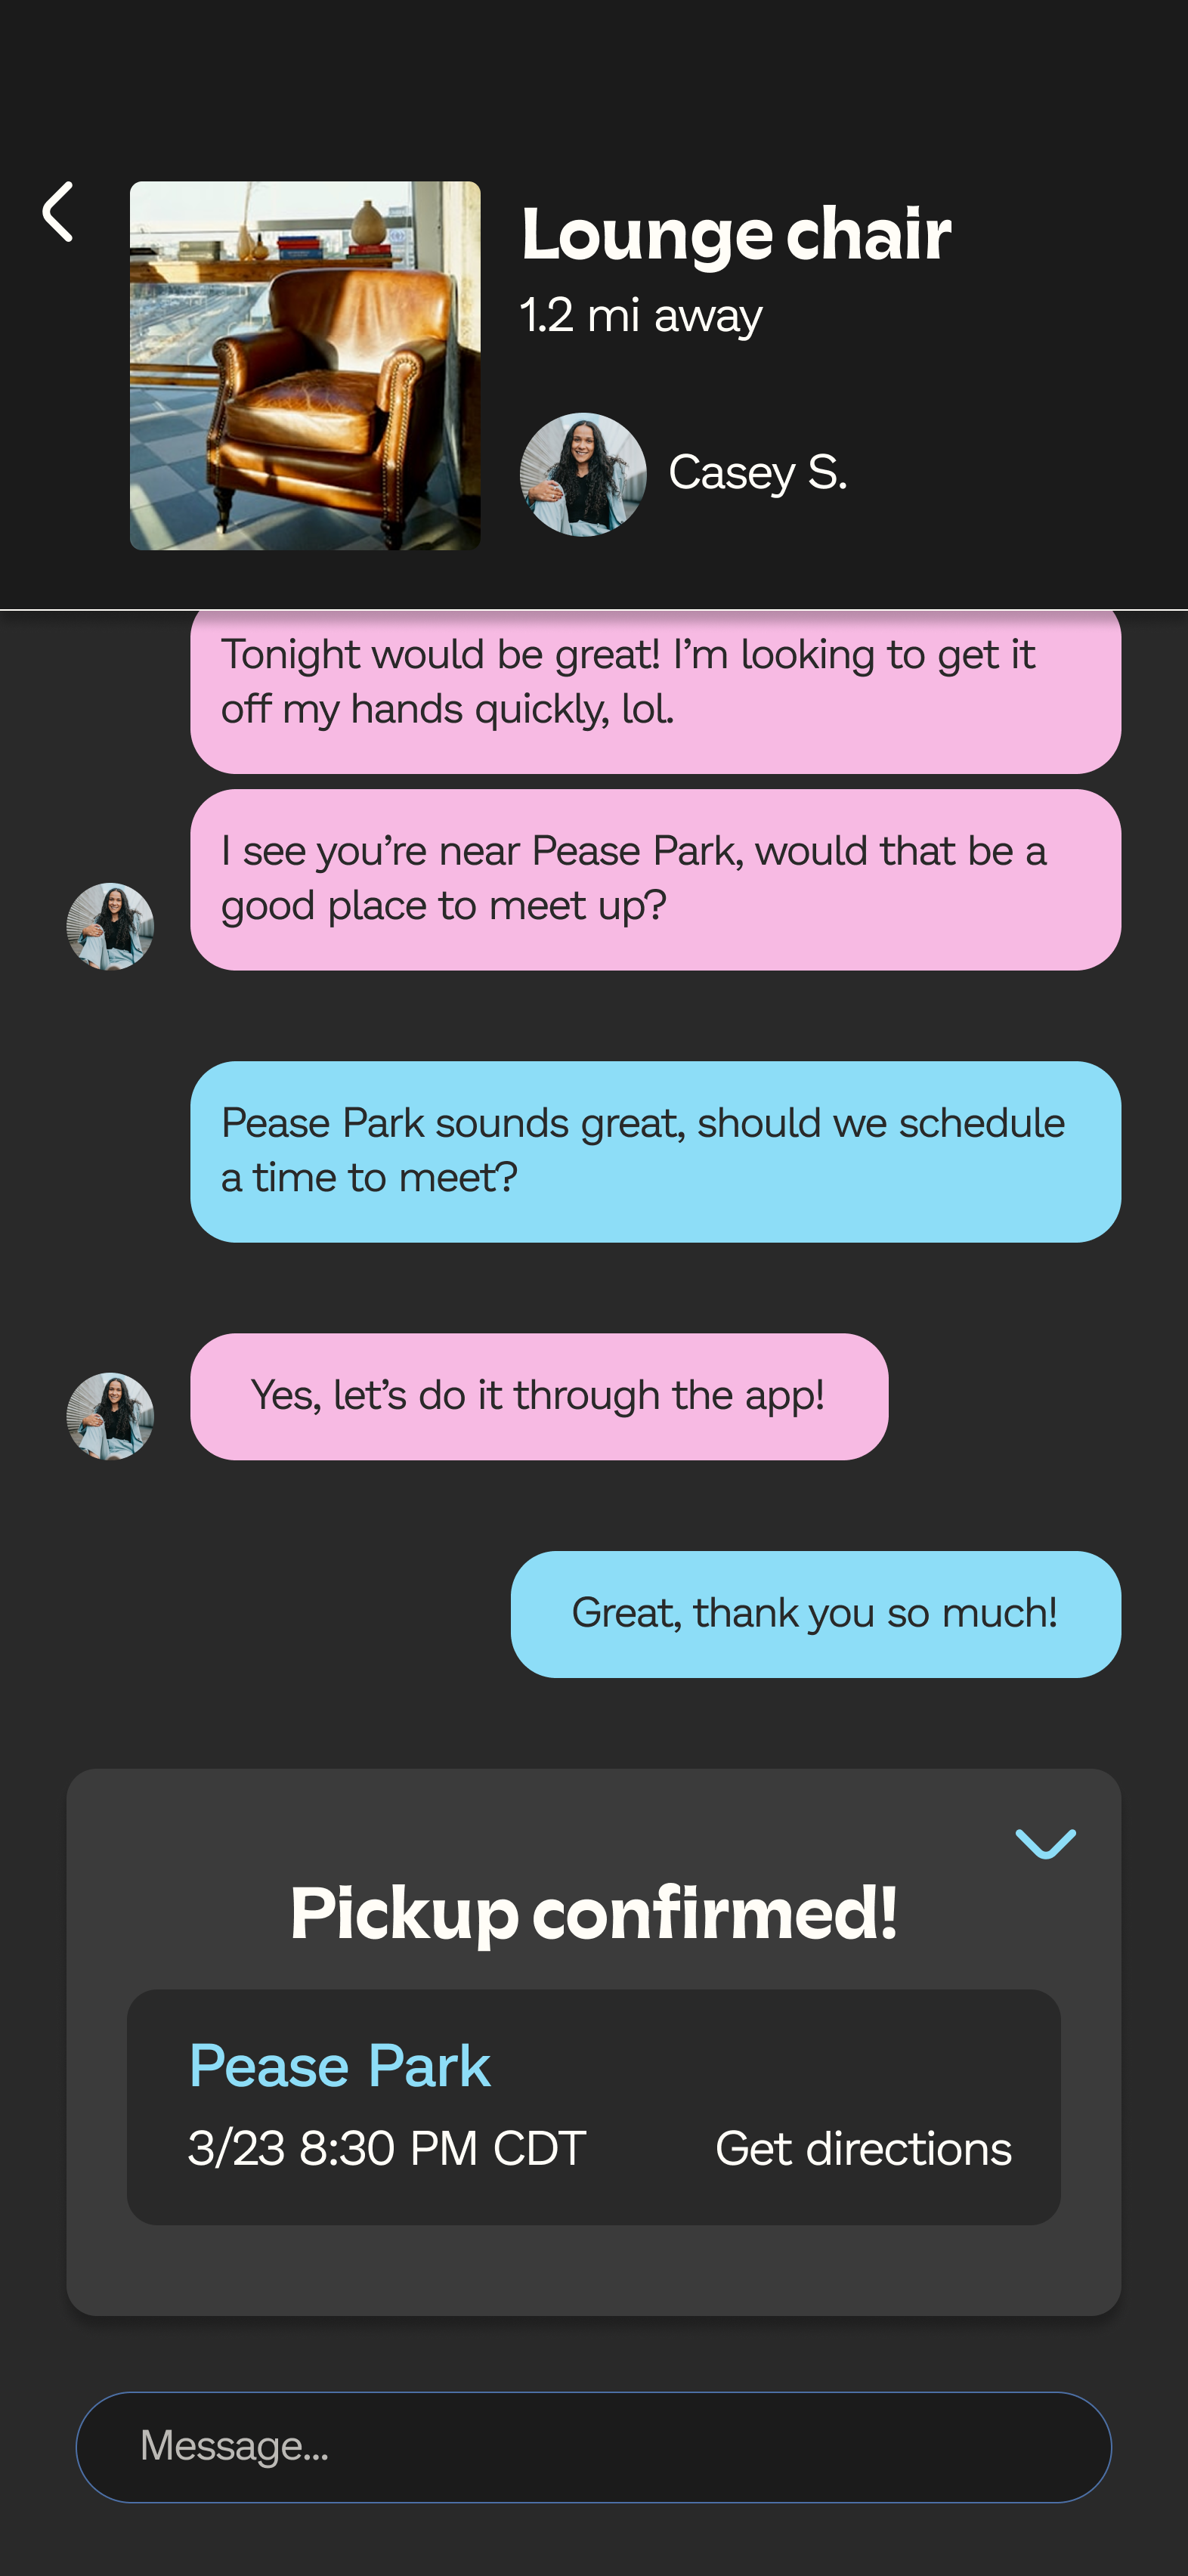 Lounge chair
1.2 mi away
Casey S.
Tonight would be great! I’m looking to get it
off my hands quickly, lol.
I see you’re near Pease Park, would that be a
good place to meet up?
Pease Park sounds great, should we schedule
a time to meet?
Yes, let’s do it through the app!
Great, thank you so much!
Pickup confirmed!
Pease Park
3/23 8:30 PM CDT
Get directions
Message...